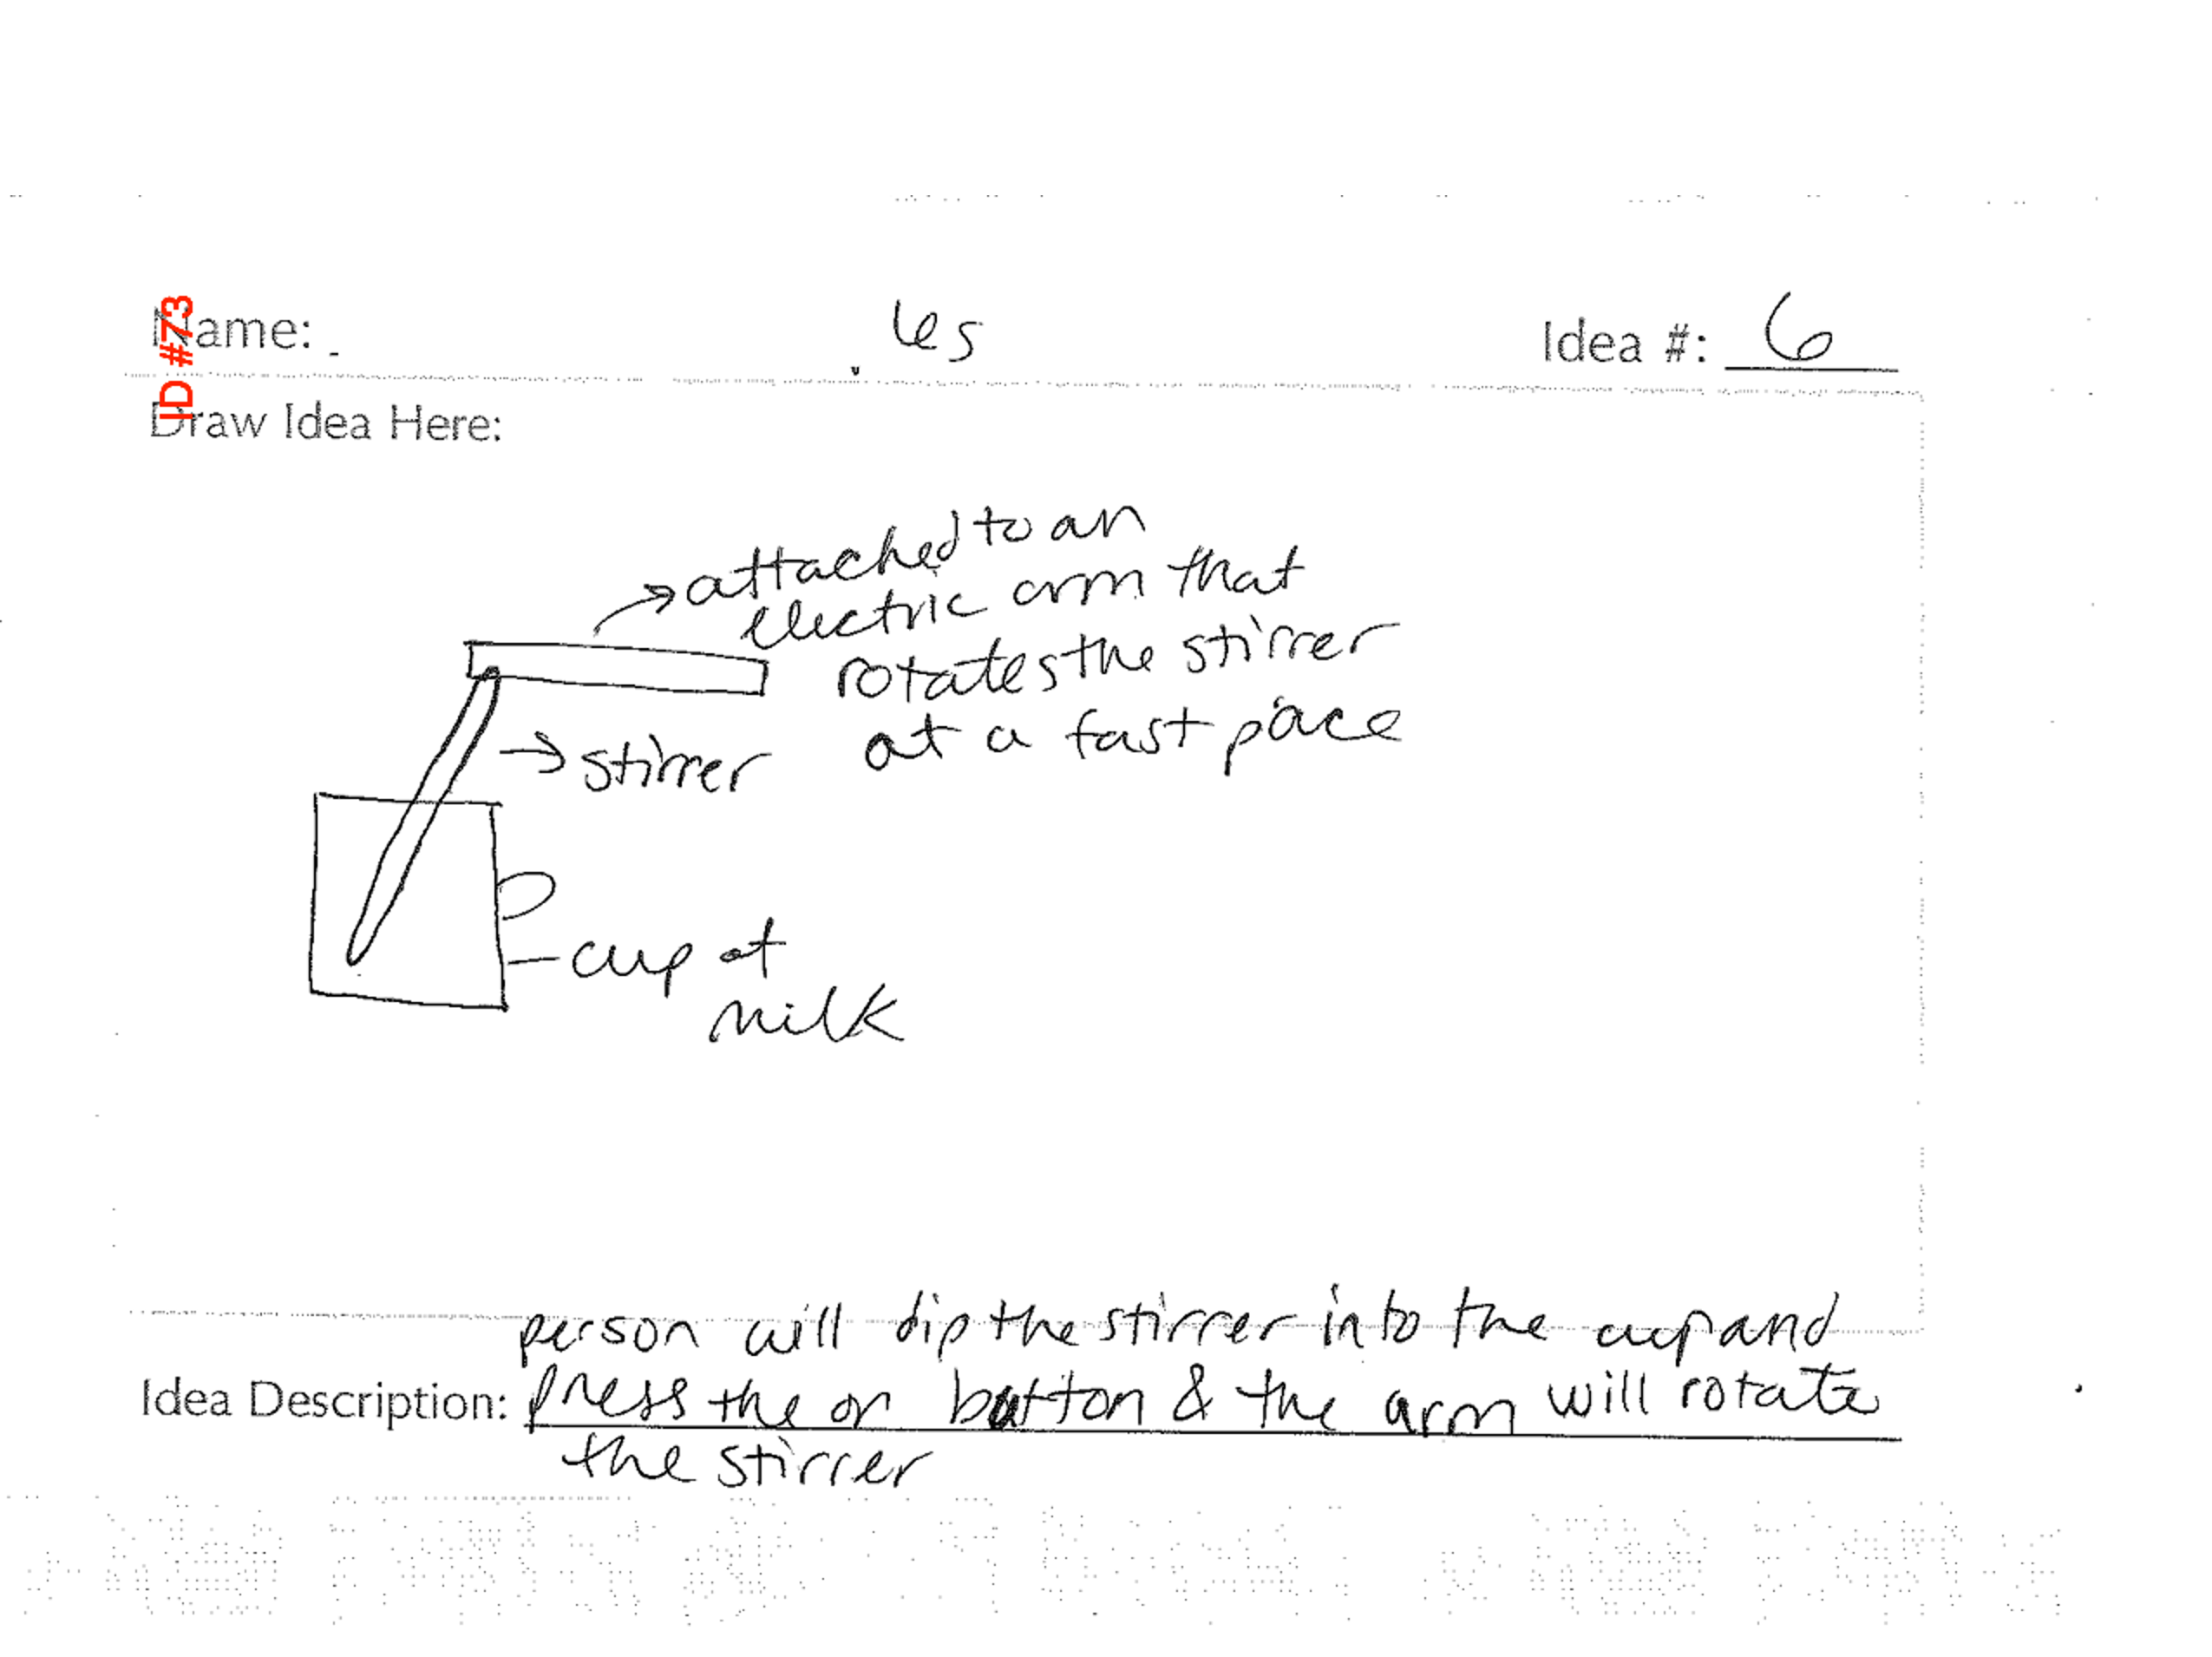 ID #73
Name:
Idea #: 6
Draw Idea Here:
attached to an
electric arm that
rotates the stirrer
at a fast pace
stirrer
cup of
milk
person will dip the stirrer into the cup and
Idea Description: press the on button & the arm will rotate
the stirrer